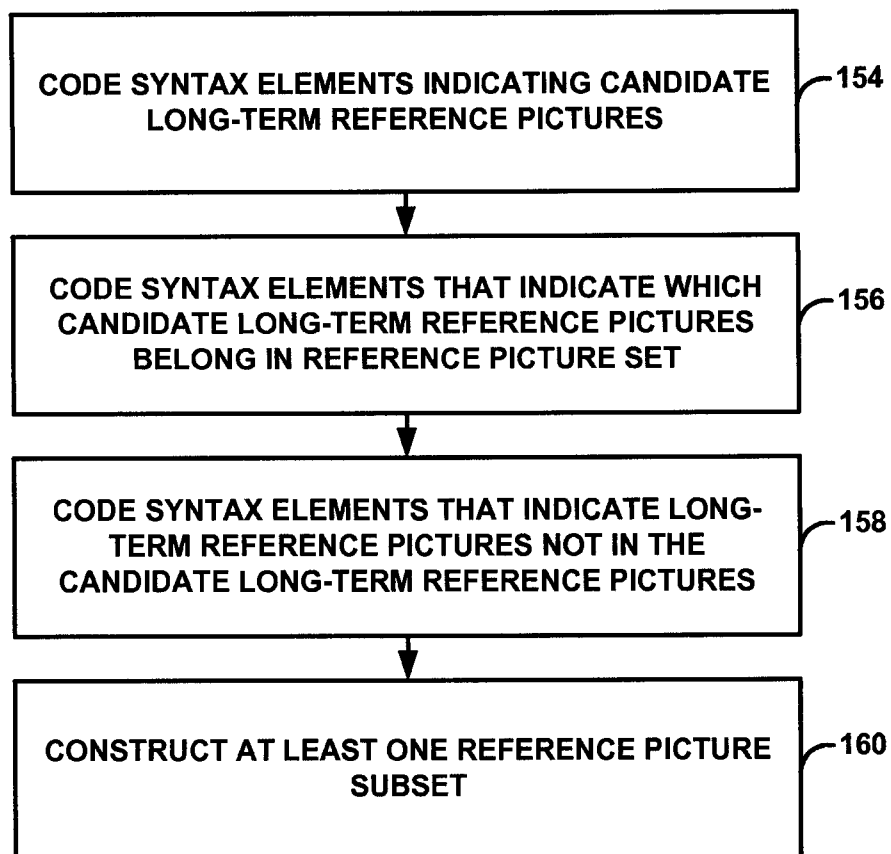 CODE SYNTAX ELEMENTS INDICATING CANDIDATE
LONG-TERM REFERENCE PICTURES
154
CODE SYNTAX ELEMENTS THAT INDICATE WHICH
CANDIDATE LONG-TERM REFERENCE PICTURES
BELONG IN REFERENCE PICTURE SET
156
CODE SYNTAX ELEMENTS THAT INDICATE LONG-
TERM REFERENCE PICTURES NOT IN THE
CANDIDATE LONG-TERM REFERENCE PICTURES
158
CONSTRUCT AT LEAST ONE REFERENCE PICTURE
SUBSET
160